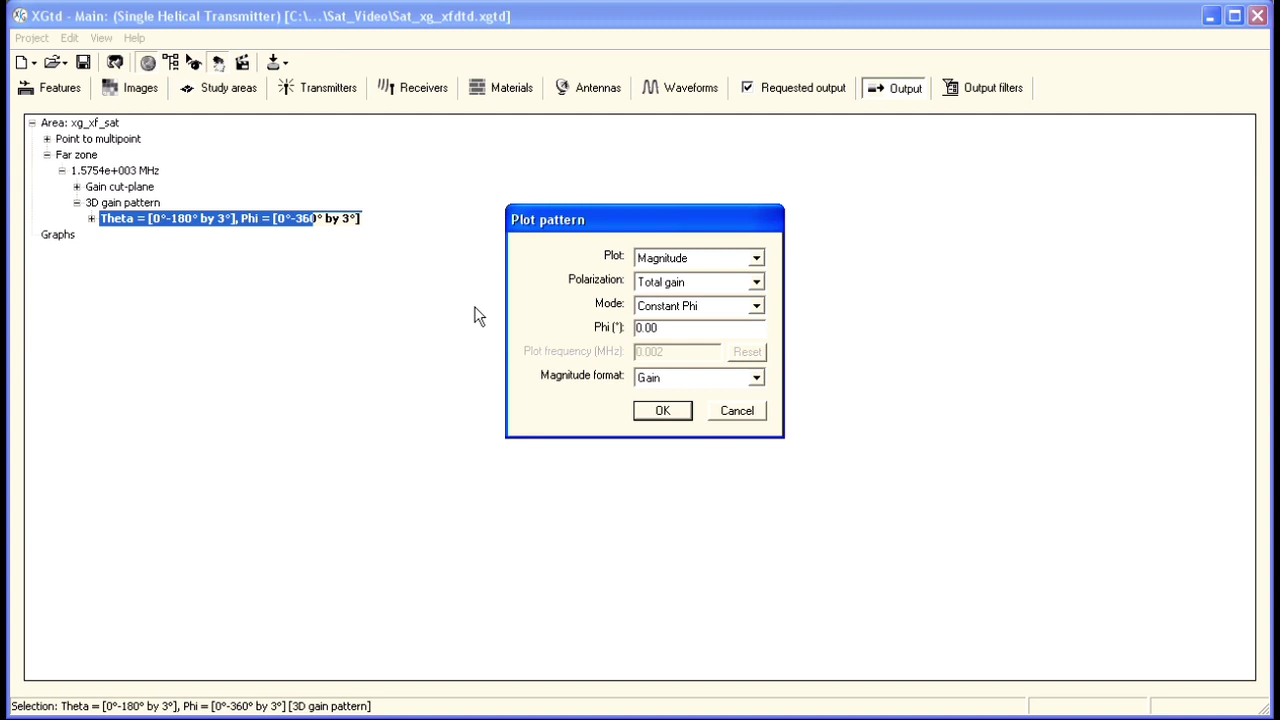 XGtd - Main: (Single Helical Transmitter) [C:\...\Sat_Video\Sat_xg_xfdtd.xgtd]
Project Edit View Help
Features Images Study areas Transmitters Receivers Materials Antennas Waveforms Requested output Output Output filters
Area: xg_xf_sat
Point to multipoint
Far zone
1.5754e+003 MHz
Gain cut-plane
3D gain pattern
Theta = [0°-180° by 3°], Phi = [0°-360° by 3°]
Graphs
Plot pattern
Plot: Magnitude
Polarization: Total gain
Mode: Constant Phi
Phi (°): 0.00
Plot frequency (MHz): 0.002 Reset
Magnitude format: Gain
OK Cancel
Selection: Theta = [0°-180° by 3°], Phi = [0°-360° by 3°] [3D gain pattern]